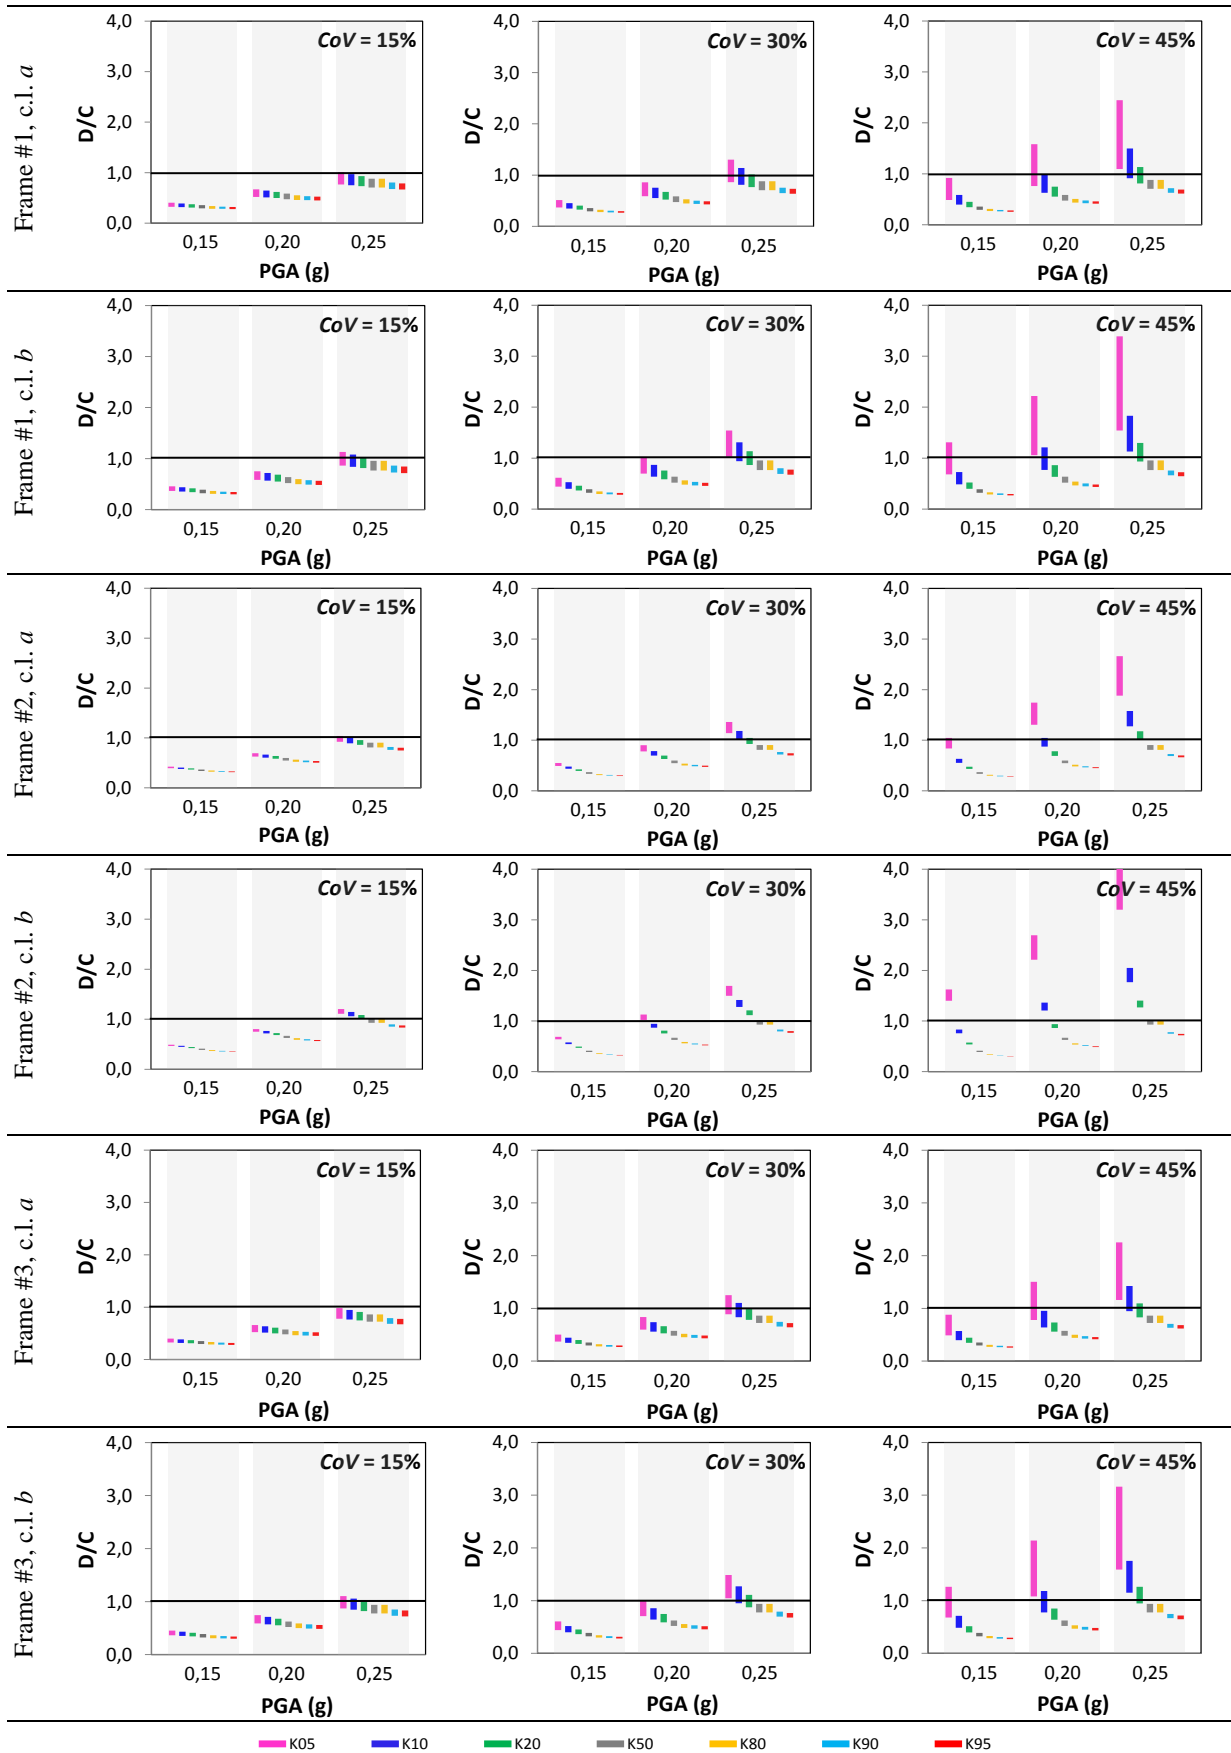 Frame #1, c.l. a
4,0 3,0 2,0 1,0 0,0
D/C
CoV = 15%
0,15 0,20 0,25
PGA (g)
4,0 3,0 2,0 1,0 0,0
D/C
CoV = 30%
0,15 0,20 0,25
PGA (g)
4,0 3,0 2,0 1,0 0,0
D/C
CoV = 45%
0,15 0,20 0,25
PGA (g)
Frame #1, c.l. b
4,0 3,0 2,0 1,0 0,0
D/C
CoV = 15%
0,15 0,20 0,25
PGA (g)
4,0 3,0 2,0 1,0 0,0
D/C
CoV = 30%
0,15 0,20 0,25
PGA (g)
4,0 3,0 2,0 1,0 0,0
D/C
CoV = 45%
0,15 0,20 0,25
PGA (g)
Frame #2, c.l. a
4,0 3,0 2,0 1,0 0,0
D/C
CoV = 15%
0,15 0,20 0,25
PGA (g)
4,0 3,0 2,0 1,0 0,0
D/C
CoV = 30%
0,15 0,20 0,25
PGA (g)
4,0 3,0 2,0 1,0 0,0
D/C
CoV = 45%
0,15 0,20 0,25
PGA (g)
Frame #2, c.l. b
4,0 3,0 2,0 1,0 0,0
D/C
CoV = 15%
0,15 0,20 0,25
PGA (g)
4,0 3,0 2,0 1,0 0,0
D/C
CoV = 30%
0,15 0,20 0,25
PGA (g)
4,0 3,0 2,0 1,0 0,0
D/C
CoV = 45%
0,15 0,20 0,25
PGA (g)
Frame #3, c.l. a
4,0 3,0 2,0 1,0 0,0
D/C
CoV = 15%
0,15 0,20 0,25
PGA (g)
4,0 3,0 2,0 1,0 0,0
D/C
CoV = 30%
0,15 0,20 0,25
PGA (g)
4,0 3,0 2,0 1,0 0,0
D/C
CoV = 45%
0,15 0,20 0,25
PGA (g)
Frame #3, c.l. b
4,0 3,0 2,0 1,0 0,0
D/C
CoV = 15%
0,15 0,20 0,25
PGA (g)
4,0 3,0 2,0 1,0 0,0
D/C
CoV = 30%
0,15 0,20 0,25
PGA (g)
4,0 3,0 2,0 1,0 0,0
D/C
CoV = 45%
0,15 0,20 0,25
PGA (g)
K05 K10 K20 K50 K80 K90 K95